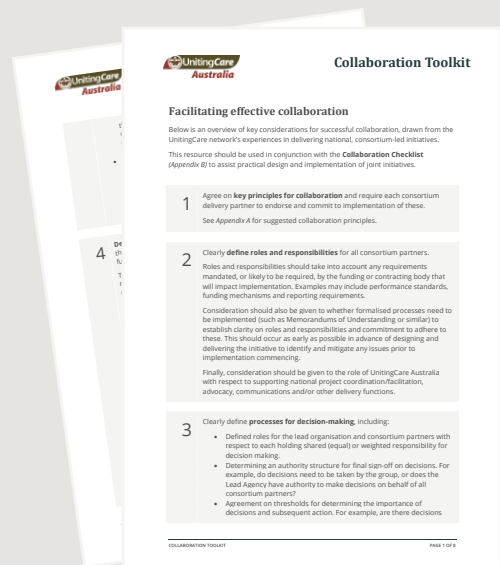 UnitingCare
Australia
Collaboration Toolkit
Facilitating effective collaboration
Below is an overview of key considerations for successful collaboration, drawn from the
UnitingCare network's experiences in delivering national, consortium-led initiatives.
This resource should be used in conjunction with the Collaboration Checklist
(Appendix B) to assist practical design and implementation of joint initiatives.
1
Agree on key principles for collaboration and require each consortium
delivery partner to endorse and commit to implementation of these.
See Appendix A for suggested collaboration principles.
2
Clearly define roles and responsibilities for all consortium partners.
Roles and responsibilities should take into account any requirements
mandated, or likely to be required, by the funding or contracting body that
will impact implementation. Examples may include performance standards,
funding mechanisms and reporting requirements.
Consideration should also be given to whether formalised processes need to
be implemented (such as Memorandums of Understanding or similar) to
establish clarity on roles and responsibilities and commitment to adhere to
these. This should occur as early as possible in advance of designing and
delivering the initiative to identify and mitigate any issues prior to
implementation commencing.
Finally, consideration should be given to the role of UnitingCare Australia
with respect to supporting national project coordination/facilitation,
advocacy, communications and/or other delivery functions.
3
Clearly define processes for decision-making, including:
• Defined roles for the lead organisation and consortium partners with
respect to each holding shared (equal) or weighted responsibility for
decision making.
• Determining an authority structure for final sign-off on decisions. For
example, do decisions need to be taken by the group, or does the
Lead Agency have authority to make decisions on behalf of all
consortium partners?
• Agreement on thresholds for determining the importance of
decisions and subsequent action. For example, are there decisions
COLLABORATION TOOLKIT
PAGE 1 OF 8
UnitingCare
Australia
4